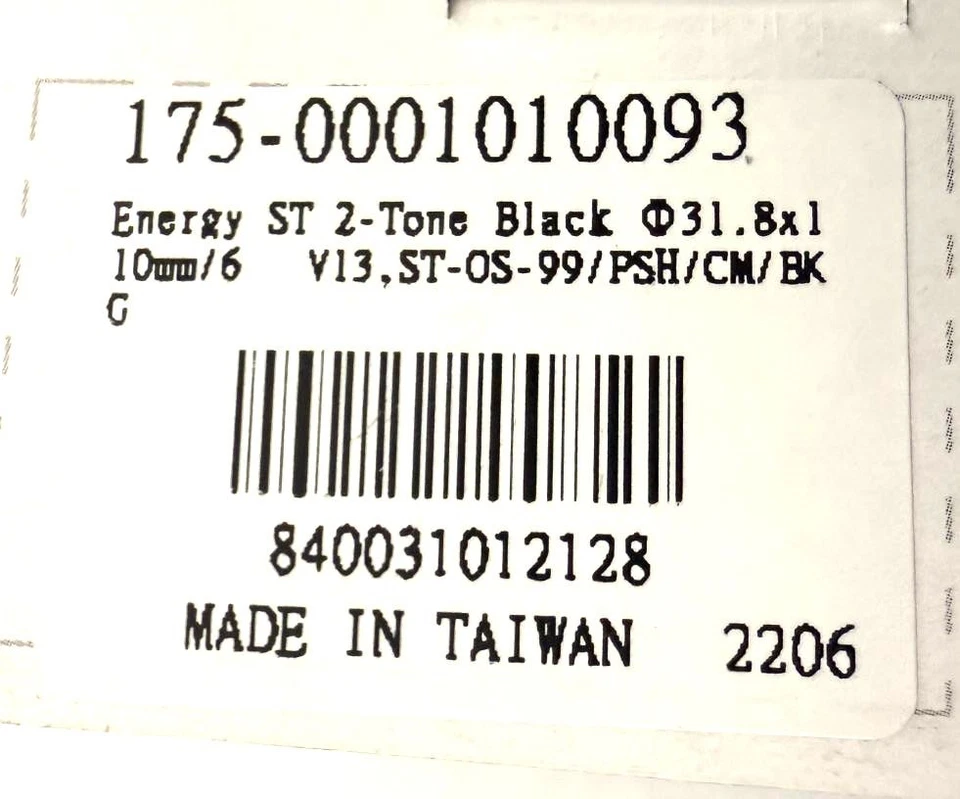 175-0001010093
Energy ST 2-Tone Black Φ31.8x1
10mm/6   V13,ST-OS-99/PSH/CM/BK
G
840031012128
MADE IN TAIWAN   2206